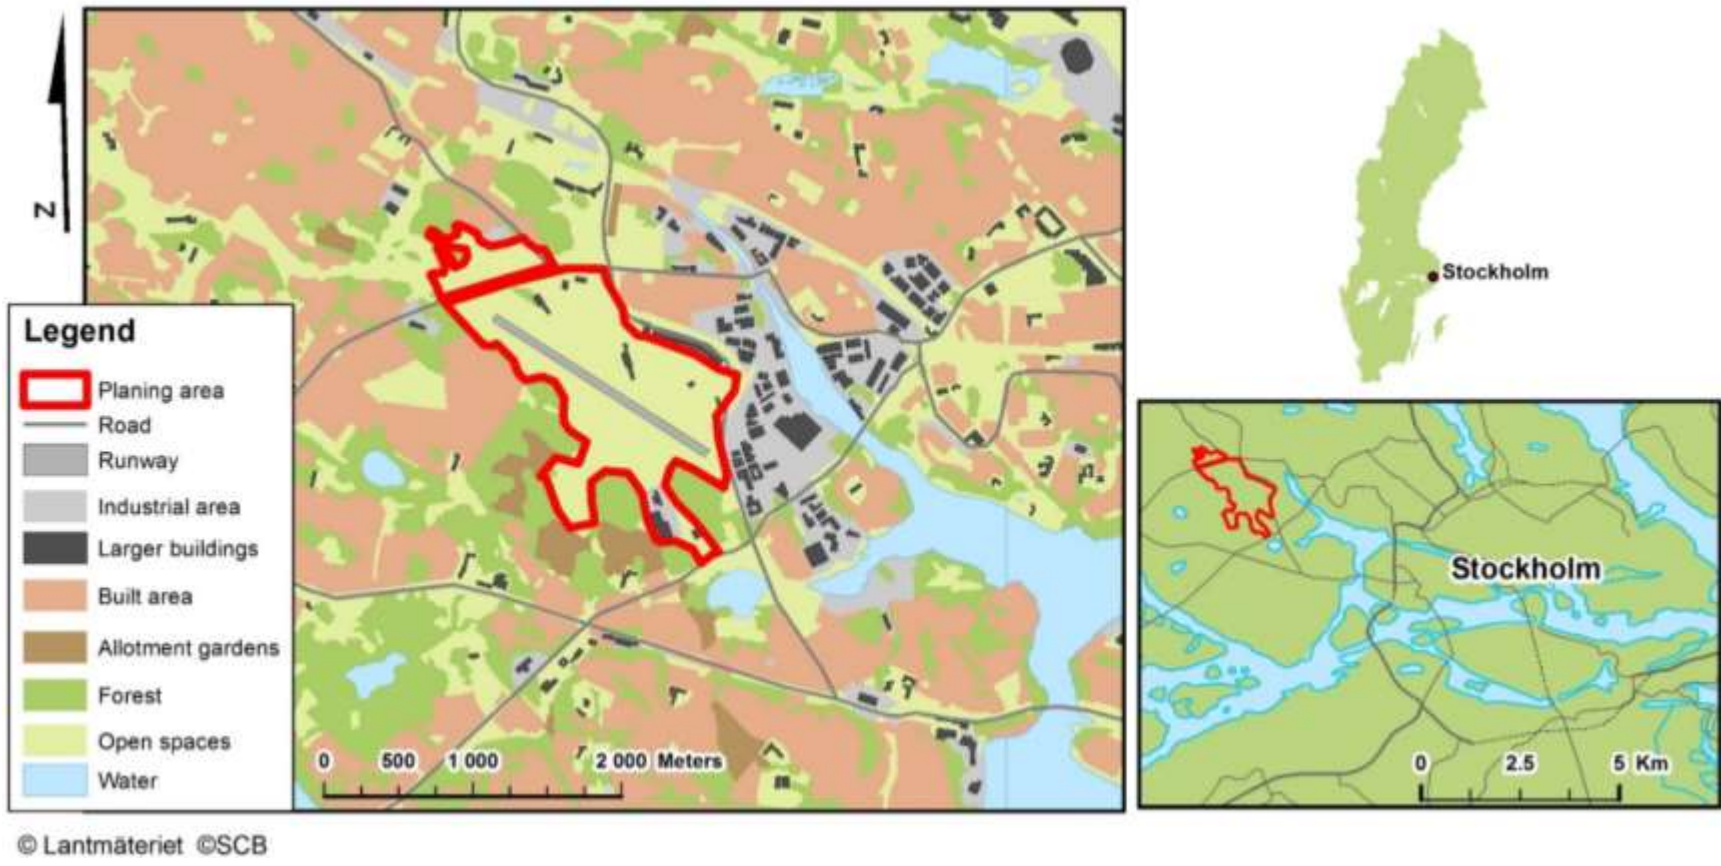 N
Legend
Planing area
Road
Runway
Industrial area
Larger buildings
Built area
Allotment gardens
Forest
Open spaces
Water
0 500 1 000 2 000 Meters
Stockholm
Stockholm
0 2.5 5 Km
© Lantmäteriet ©SCB